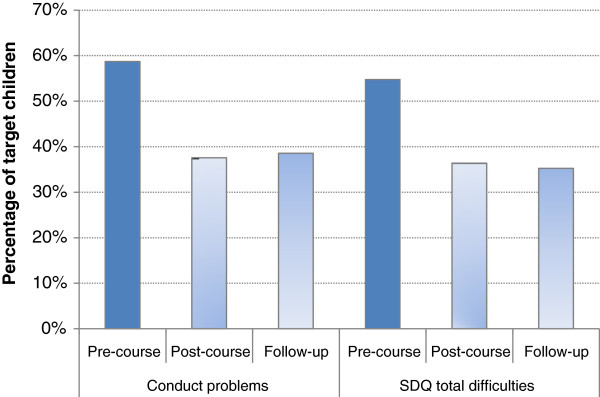 70%
60%
50%
40%
30%
20%
10%
0%
Percentage of target children
Pre-course Post-course Follow-up Pre-course Post-course Follow-up
Conduct problems SDQ total difficulties